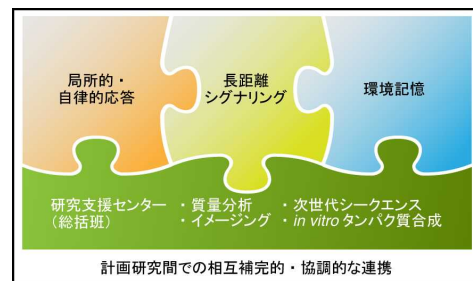 局所的・
自律的応答
長距離
シグナリング
環境記憶
研究支援センター
(総括班)
・質量分析
・イメージング
・次世代シークエンス
・in vitro タンパク質合成
計画研究間での相互補完的・協調的な連携